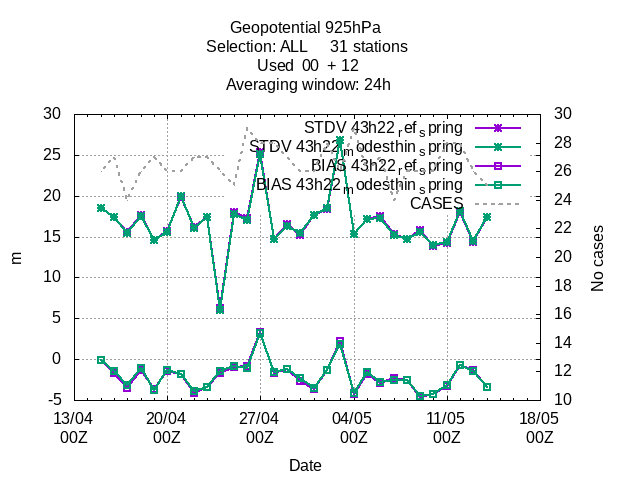 Geopotential 925hPa
Selection: ALL     31 stations
Used  00  + 12
Averaging window: 24h
30
25
20
15
10
5
0
-5
m
30
28
26
24
22
20
18
16
14
12
10
No cases
STDV 43h22_ref_spring
STDV 43h22_modesthin_spring
BIAS 43h22_ref_spring
BIAS 43h22_modesthin_spring
CASES
13/04 20/04 27/04 04/05 11/05 18/05
00Z 00Z 00Z 00Z 00Z 00Z
Date